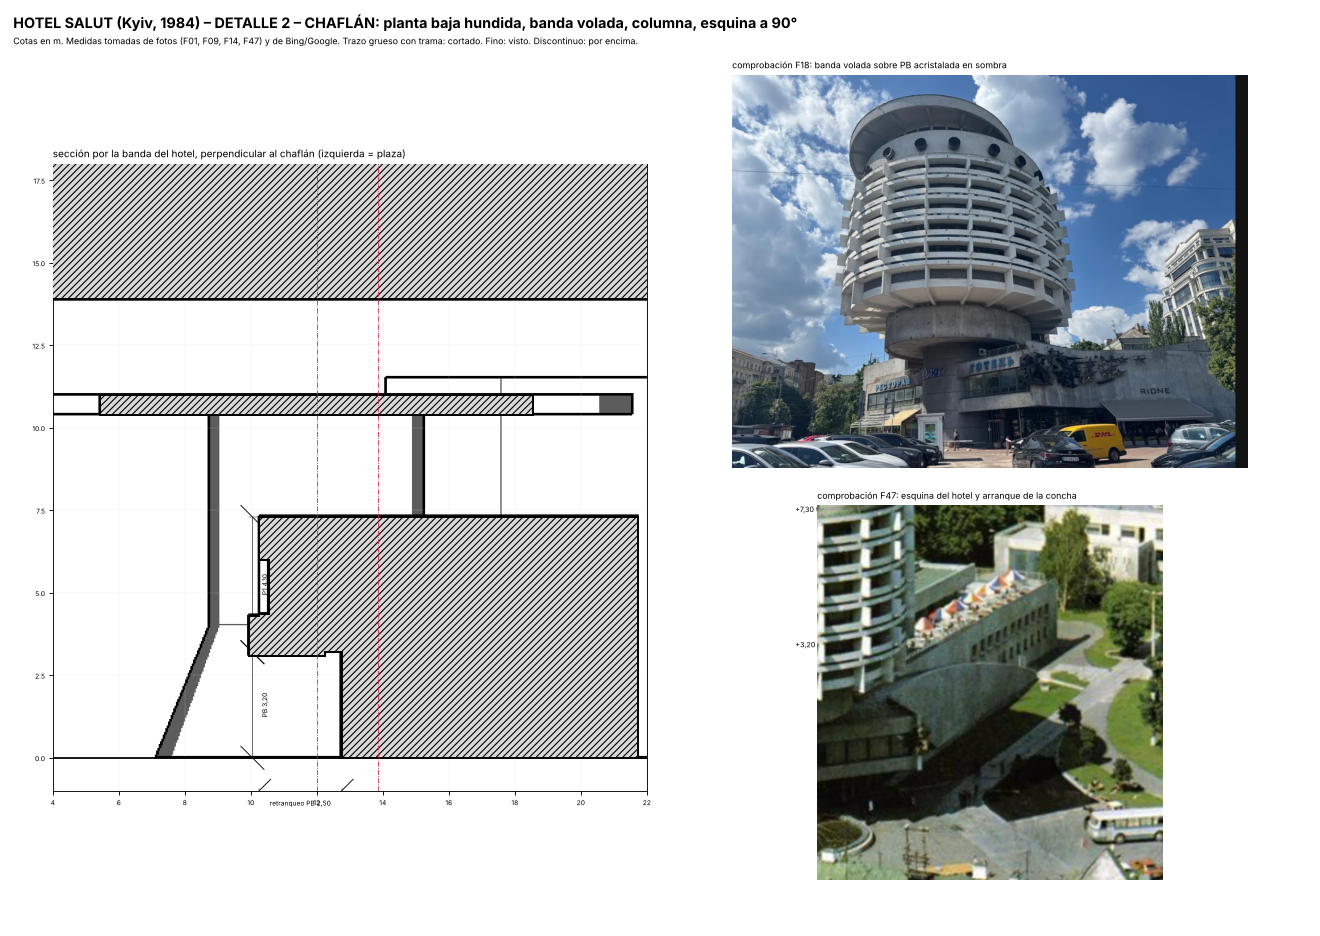 HOTEL SALUT (Kyiv, 1984) – DETALLE 2 – CHAFLÁN: planta baja hundida, banda volada, columna, esquina a 90°
Cotas en m. Medidas tomadas de fotos (F01, F09, F14, F47) y de Bing/Google. Trazo grueso con trama: cortado. Fino: visto. Discontinuo: por encima.
comprobación F18: banda volada sobre PB acristalada en sombra
РЕСТОРАН
ГОТЕЛЬ
RIDNE
DHL
sección por la banda del hotel, perpendicular al chaflán (izquierda = plaza)
17.5
15.0
12.5
10.0
7.5
5.0
2.5
0.0
P1 4,10
PB 3,20
4
6
8
10
12
14
16
18
20
22
retranqueo PB 2,50
comprobación F47: esquina del hotel y arranque de la concha
+7,30
+3,20